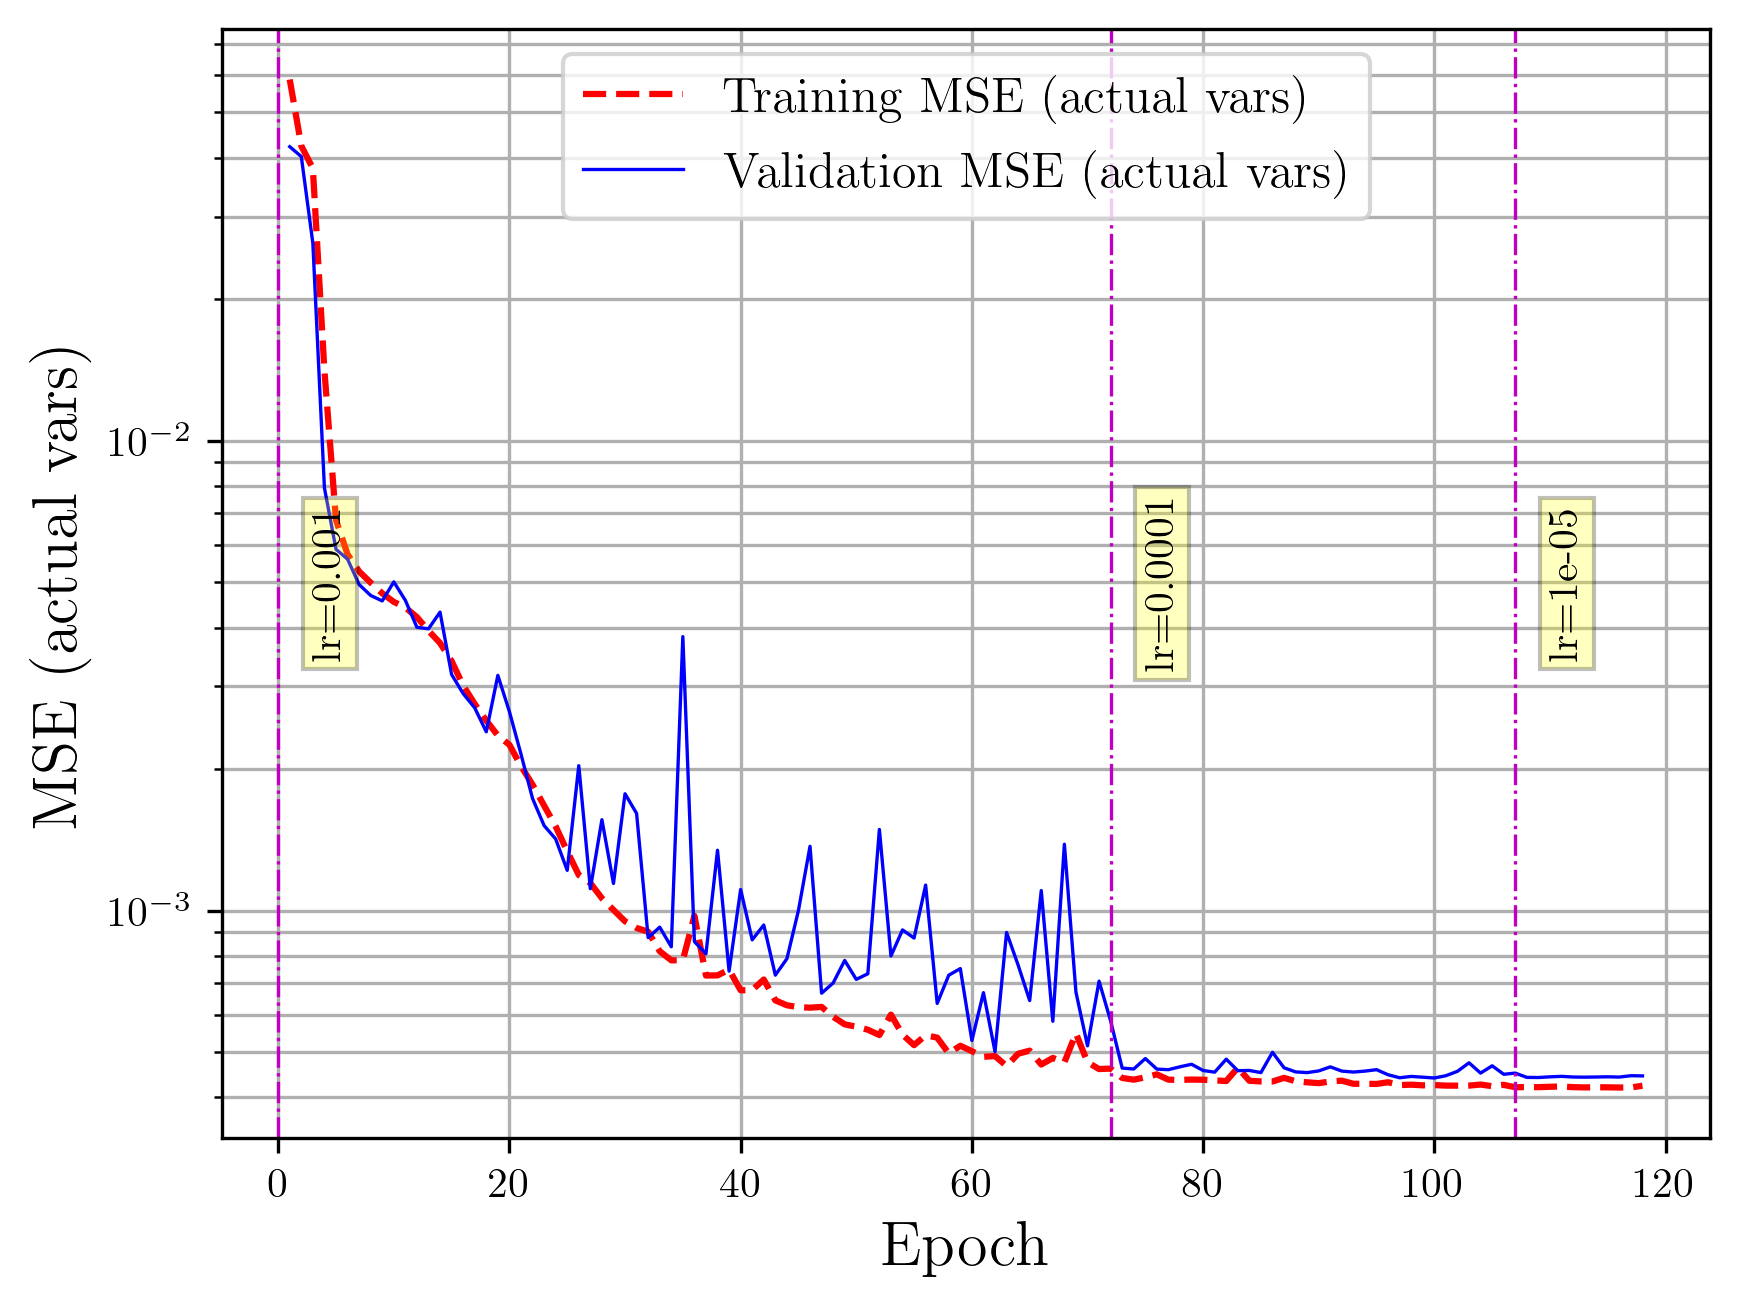 Training MSE (actual vars)
Validation MSE (actual vars)
MSE (actual vars)
10⁻²
10⁻³
lr=0.001
lr=0.0001
lr=1e-05
0 20 40 60 80 100 120
Epoch